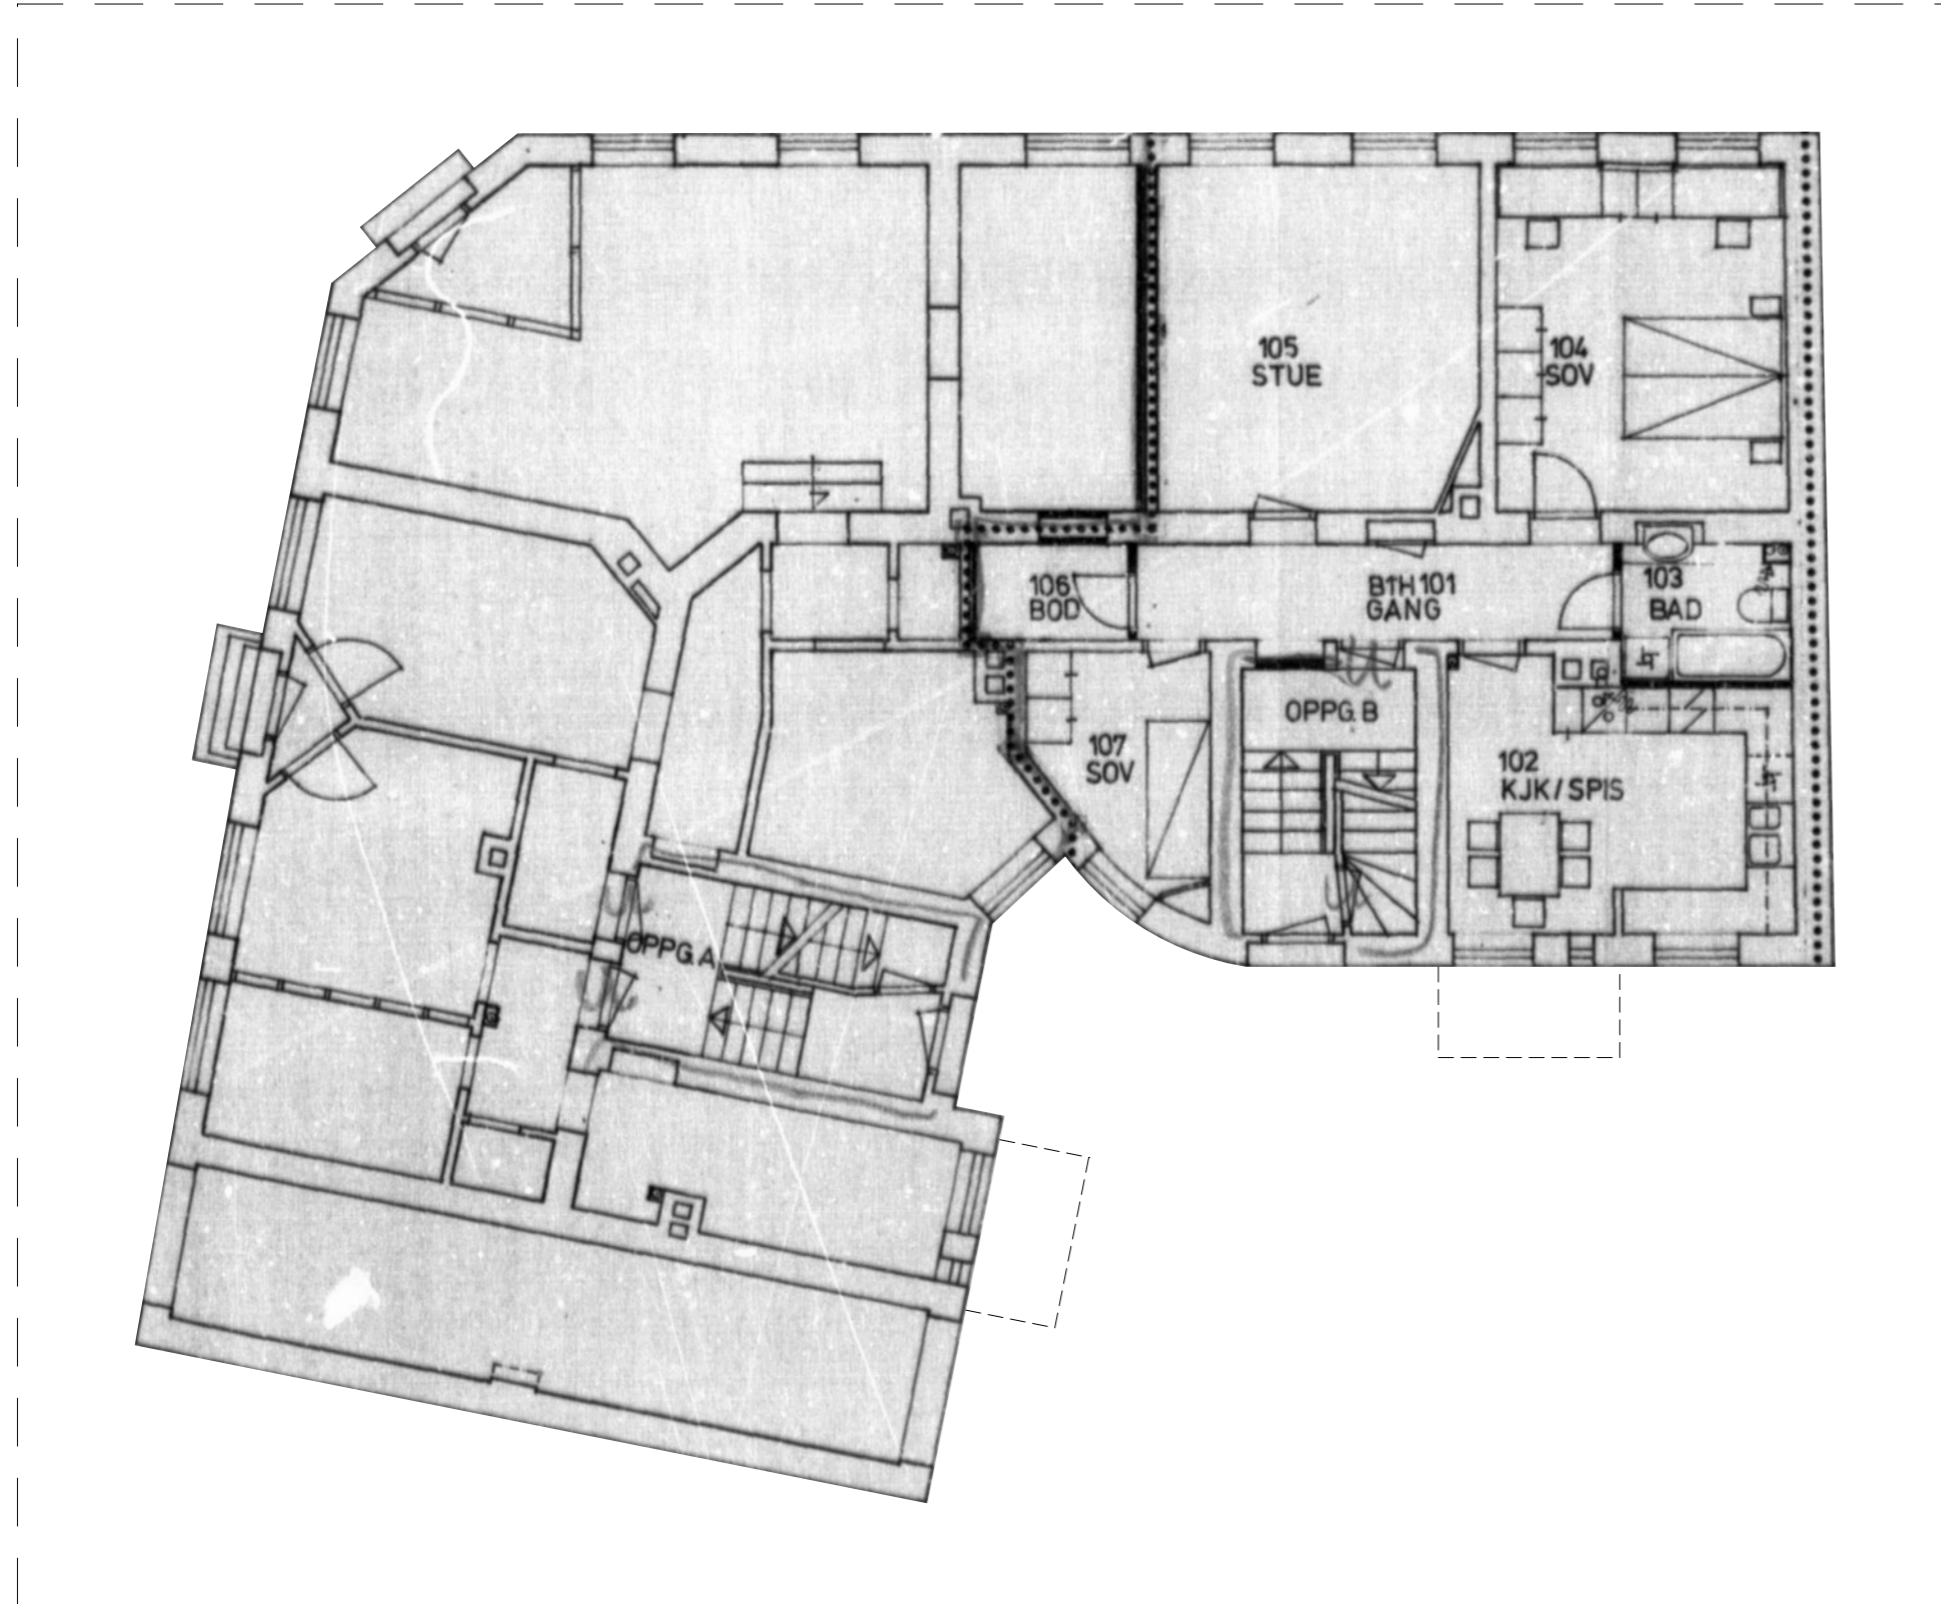 105
STUE
104
SOV
106
BOD
B1H 101
GANG
103
BAD
OPPG. B
107
SOV
102
KJK / SPIS
OPPG. A